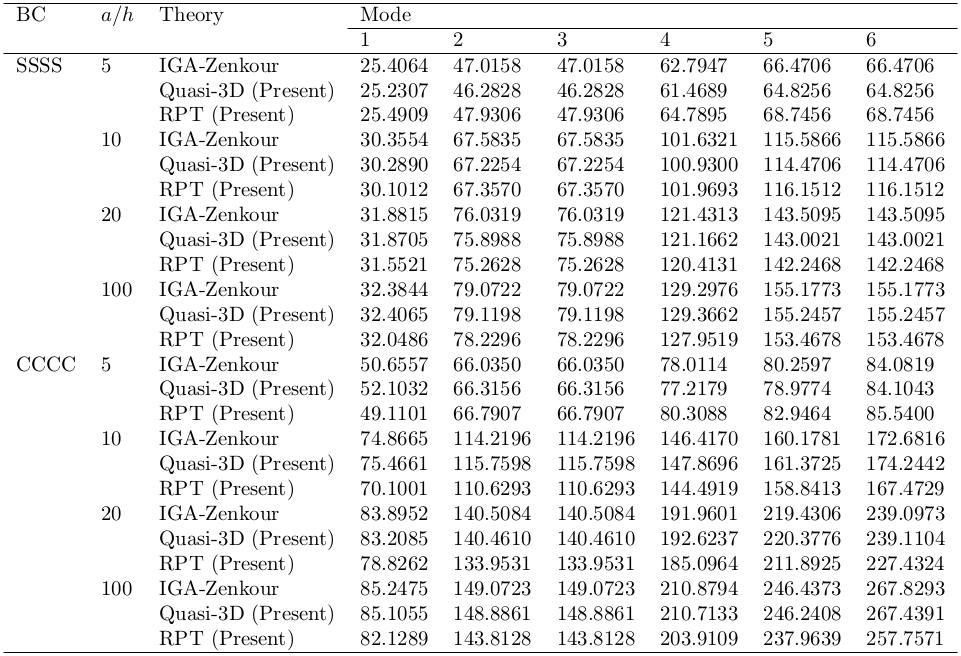 BC a/h Theory Mode
1 2 3 4 5 6
SSSS 5 IGA-Zenkour 25.4064 47.0158 47.0158 62.7947 66.4706 66.4706
Quasi-3D (Present) 25.2307 46.2828 46.2828 61.4689 64.8256 64.8256
RPT (Present) 25.4909 47.9306 47.9306 64.7895 68.7456 68.7456
10 IGA-Zenkour 30.3554 67.5835 67.5835 101.6321 115.5866 115.5866
Quasi-3D (Present) 30.2890 67.2254 67.2254 100.9300 114.4706 114.4706
RPT (Present) 30.1012 67.3570 67.3570 101.9693 116.1512 116.1512
20 IGA-Zenkour 31.8815 76.0319 76.0319 121.4313 143.5095 143.5095
Quasi-3D (Present) 31.8705 75.8988 75.8988 121.1662 143.0021 143.0021
RPT (Present) 31.5521 75.2628 75.2628 120.4131 142.2468 142.2468
100 IGA-Zenkour 32.3844 79.0722 79.0722 129.2976 155.1773 155.1773
Quasi-3D (Present) 32.4065 79.1198 79.1198 129.3662 155.2457 155.2457
RPT (Present) 32.0486 78.2296 78.2296 127.9519 153.4678 153.4678
CCCC 5 IGA-Zenkour 50.6557 66.0350 66.0350 78.0114 80.2597 84.0819
Quasi-3D (Present) 52.1032 66.3156 66.3156 77.2179 78.9774 84.1043
RPT (Present) 49.1101 66.7907 66.7907 80.3088 82.9464 85.5400
10 IGA-Zenkour 74.8665 114.2196 114.2196 146.4170 160.1781 172.6816
Quasi-3D (Present) 75.4661 115.7598 115.7598 147.8696 161.3725 174.2442
RPT (Present) 70.1001 110.6293 110.6293 144.4919 158.8413 167.4729
20 IGA-Zenkour 83.8952 140.5084 140.5084 191.9601 219.4306 239.0973
Quasi-3D (Present) 83.2085 140.4610 140.4610 192.6237 220.3776 239.1104
RPT (Present) 78.8262 133.9531 133.9531 185.0964 211.8925 227.4324
100 IGA-Zenkour 85.2475 149.0723 149.0723 210.8794 246.4373 267.8293
Quasi-3D (Present) 85.1055 148.8861 148.8861 210.7133 246.2408 267.4391
RPT (Present) 82.1289 143.8128 143.8128 203.9109 237.9639 257.7571